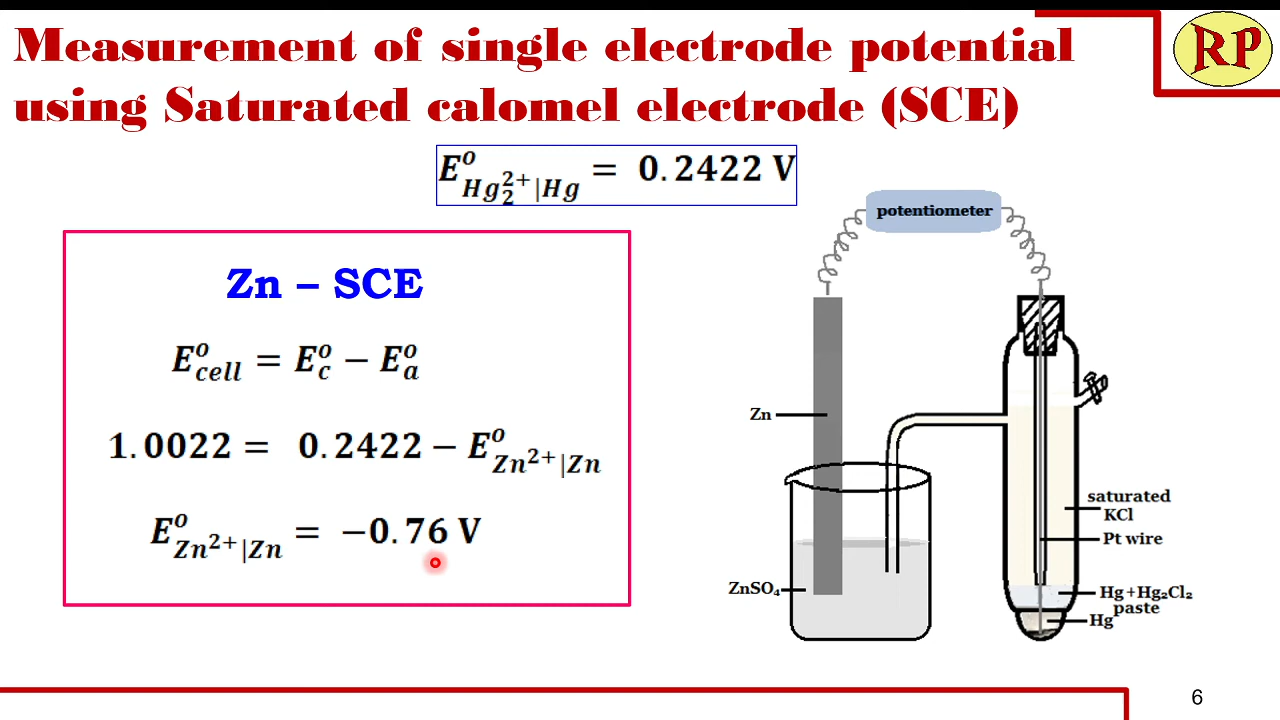 Measurement of single electrode potential
using Saturated calomel electrode (SCE)
RP
E°Hg₂²⁺|Hg = 0.2422 V
potentiometer
Zn – SCE
E°cell = E°c − E°a
1.0022 = 0.2422 − E°Zn²⁺|Zn
E°Zn²⁺|Zn = −0.76 V
Zn
ZnSO₄
saturated
KCl
Pt wire
Hg+Hg₂Cl₂
paste
Hg
6